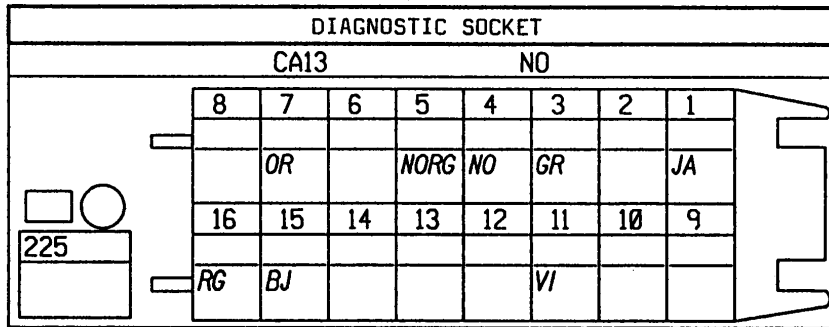 DIAGNOSTIC SOCKET
CA13 NO
8 7 6 5 4 3 2 1
OR NORG NO GR JA
16 15 14 13 12 11 10 9
225
RG BJ VI